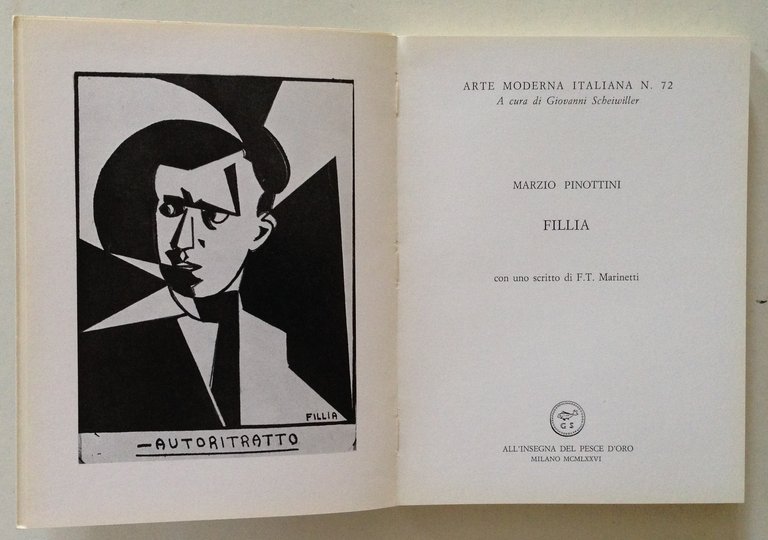 FILLIA
—AUTORITRATTO
ARTE MODERNA ITALIANA N. 72
A cura di Giovanni Scheiwiller
MARZIO PINOTTINI
FILLIA
con uno scritto di F.T. Marinetti
G S
ALL'INSEGNA DEL PESCE D'ORO
MILANO MCMLXXVI